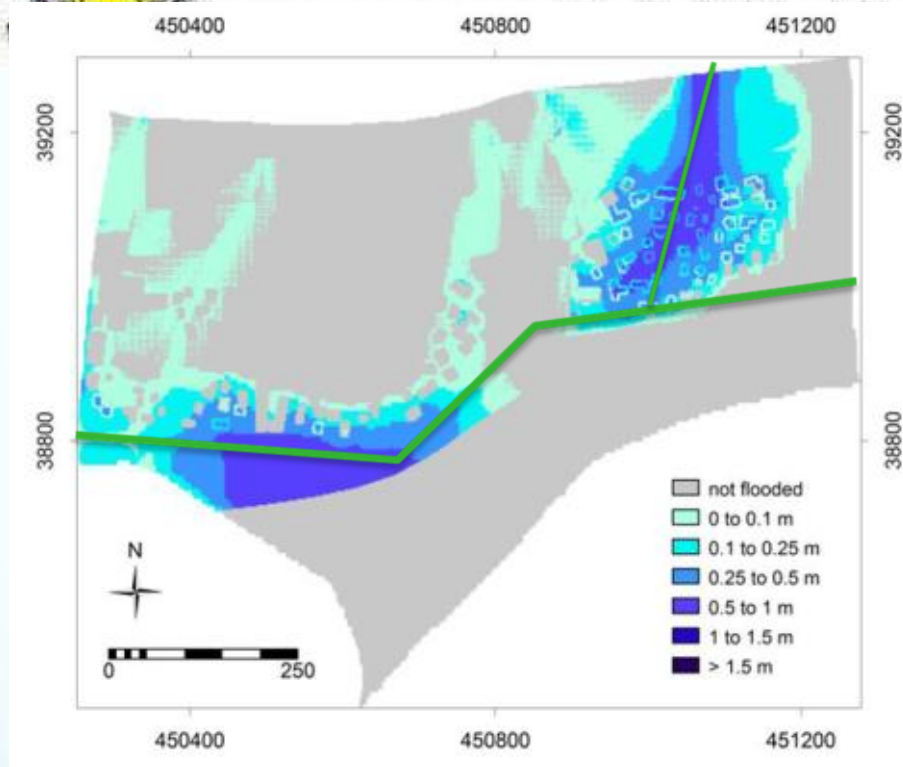 450400 450800 451200
39200 39200
38800 38800
not flooded
0 to 0.1 m
0.1 to 0.25 m
0.25 to 0.5 m
0.5 to 1 m
1 to 1.5 m
> 1.5 m
N
0 250
450400 450800 451200